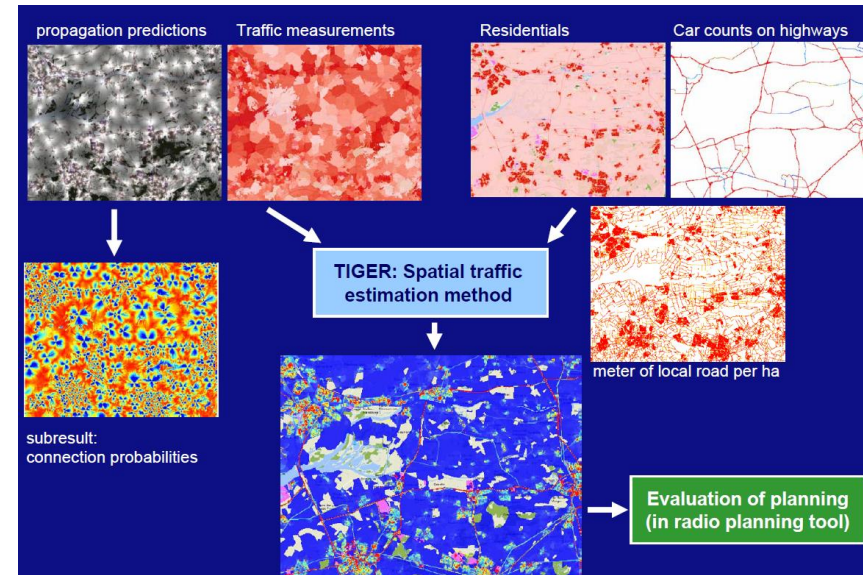 propagation predictions
Traffic measurements
Residentials
Car counts on highways
TIGER: Spatial traffic
estimation method
meter of local road per ha
subresult:
connection probabilities
Evaluation of planning
(in radio planning tool)